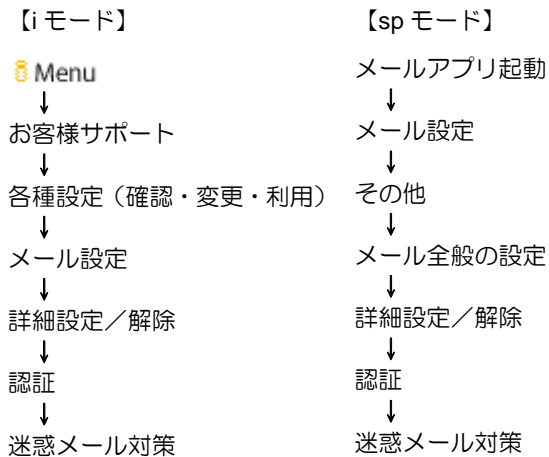 【i モード】
Menu
↓
お客様サポート
↓
各種設定（確認・変更・利用）
↓
メール設定
↓
詳細設定／解除
↓
認証
↓
迷惑メール対策
【sp モード】
メールアプリ起動
↓
メール設定
↓
その他
↓
メール全般の設定
↓
詳細設定／解除
↓
認証
↓
迷惑メール対策